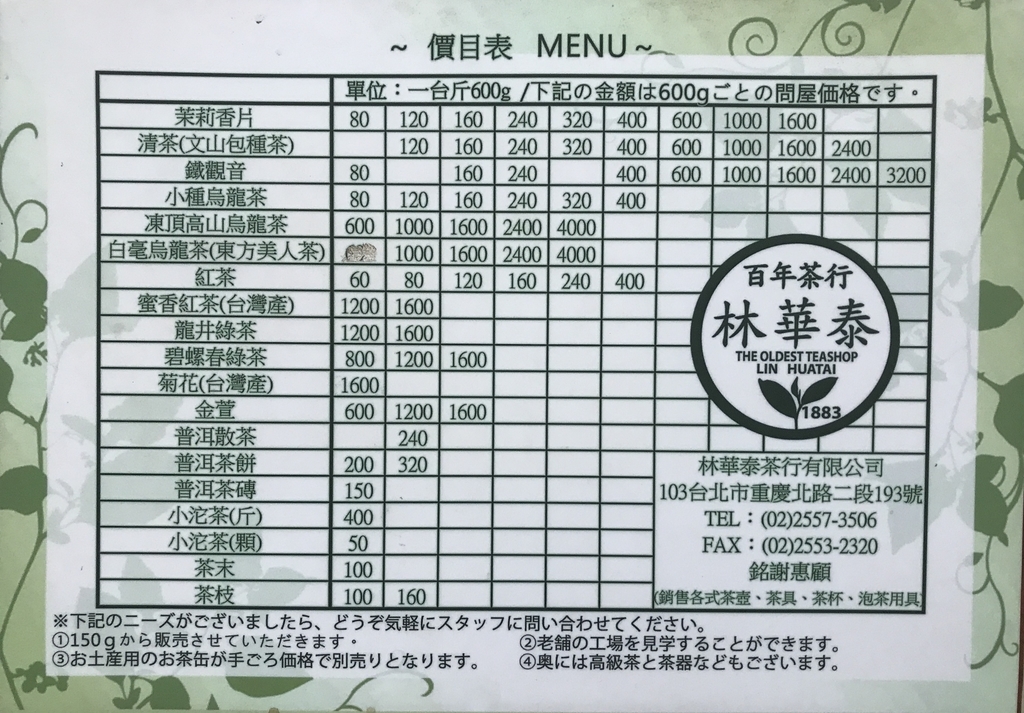 ~ 價目表 MENU ~
單位：一台斤600g /下記の金額は600gごとの問屋価格です。
茉莉香片 80 120 160 240 320 400 600 1000 1600
清茶(文山包種茶) 120 160 240 320 400 600 1000 1600 2400
鐵觀音 80 160 240 400 600 1000 1600 2400 3200
小種烏龍茶 80 120 160 240 320 400
凍頂高山烏龍茶 600 1000 1600 2400 4000
白毫烏龍茶(東方美人茶) 1000 1600 2400 4000
紅茶 60 80 120 160 240 400
蜜香紅茶(台灣產) 1200 1600
龍井綠茶 1200 1600
碧螺春綠茶 800 1200 1600
菊花(台灣產) 1600
金萱 600 1200 1600
普洱散茶 240
普洱茶餅 200 320
普洱茶磚 150
小沱茶(斤) 400
小沱茶(顆) 50
茶末 100
茶枝 100 160
百年茶行
林華泰
THE OLDEST TEASHOP
LIN HUATAI
1883
林華泰茶行有限公司
103台北市重慶北路二段193號
TEL：(02)2557-3506
FAX：(02)2553-2320
銘謝惠顧
(銷售各式茶壺、茶具、茶杯、泡茶用具)
※下記のニーズがございましたら、どうぞ気軽にスタッフに問い合わせてください。
①150ｇから販売させていただきます。 ②老舗の工場を見学することができます。
③お土産用のお茶缶が手ごろ価格で別売りとなります。 ④奥には高級茶と茶器などもございます。